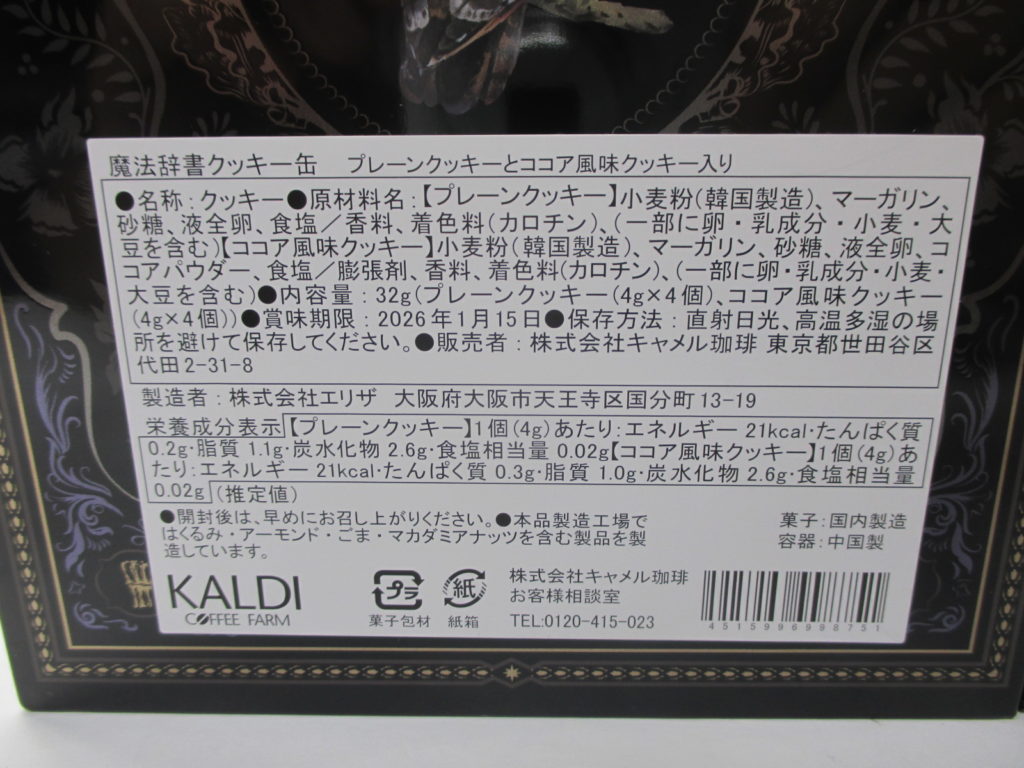 魔法辞書クッキー缶　プレーンクッキーとココア風味クッキー入り
●名称：クッキー●原材料名：【プレーンクッキー】小麦粉(韓国製造)、マーガリン、
砂糖、液全卵、食塩／香料、着色料(カロチン)、(一部に卵・乳成分・小麦・大
豆を含む)【ココア風味クッキー】小麦粉(韓国製造)、マーガリン、砂糖、液全卵、コ
コアパウダー、食塩／膨張剤、香料、着色料(カロチン)、(一部に卵・乳成分・小麦・
大豆を含む)●内容量：32g(プレーンクッキー(4g×4個)、ココア風味クッキー
(4g×4個))●賞味期限：2026年1月15日●保存方法：直射日光、高温多湿の場
所を避けて保存してください。●販売者：株式会社キャメル珈琲 東京都世田谷区
代田2-31-8
製造者：株式会社エリザ　大阪府大阪市天王寺区国分町13-19
栄養成分表示【プレーンクッキー】1個(4g)あたり:エネルギー 21kcal・たんぱく質
0.2g・脂質 1.1g・炭水化物 2.6g・食塩相当量 0.02g【ココア風味クッキー】1個(4g)あ
たり:エネルギー 21kcal・たんぱく質 0.3g・脂質 1.0g・炭水化物 2.6g・食塩相当量
0.02g (推定値)
●開封後は、早めにお召し上がりください。●本品製造工場で
はくるみ・アーモンド・ごま・マカダミアナッツを含む製品を製
造しています。
菓子：国内製造
容器：中国製
KALDI
COFFEE FARM
プラ
菓子包材
紙
紙箱
株式会社キャメル珈琲
お客様相談室
TEL:0120-415-023
4515996998751